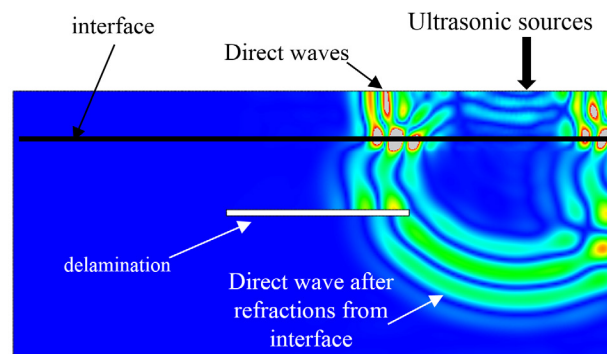 interface
Ultrasonic sources
Direct waves
delamination
Direct wave after
refractions from
interface